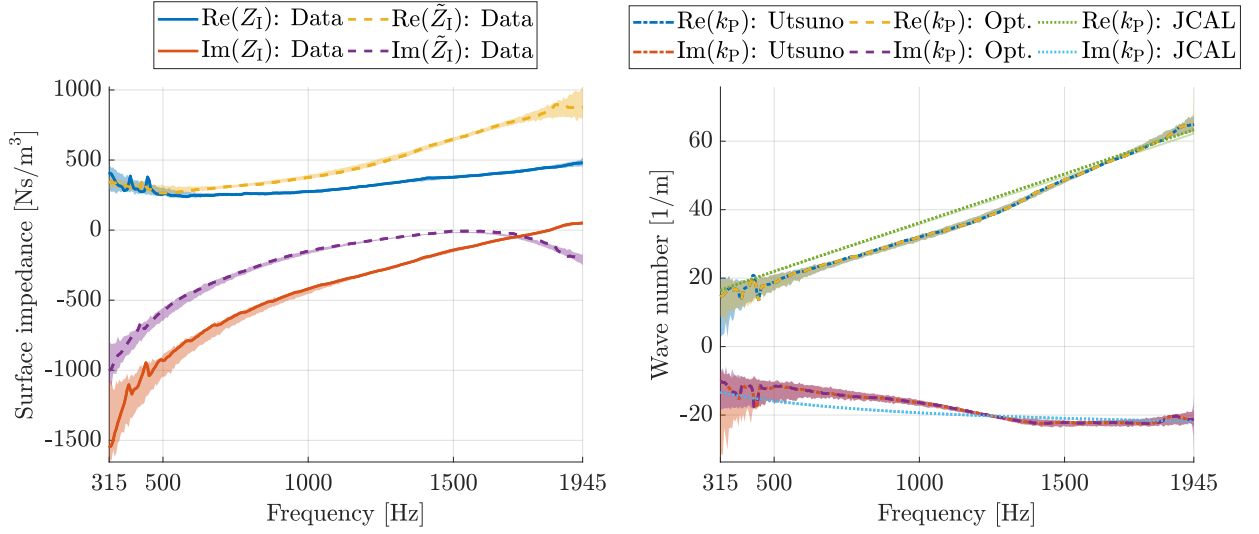 Re(Z_I): Data Re(Z̃_I): Data
Im(Z_I): Data Im(Z̃_I): Data
1000
500
0
-500
-1000
-1500
Surface impedance [Ns/m³]
315 500 1000 1500 1945
Frequency [Hz]
Re(k_P): Utsuno Re(k_P): Opt. Re(k_P): JCAL
Im(k_P): Utsuno Im(k_P): Opt. Im(k_P): JCAL
60
40
20
0
-20
Wave number [1/m]
315 500 1000 1500 1945
Frequency [Hz]